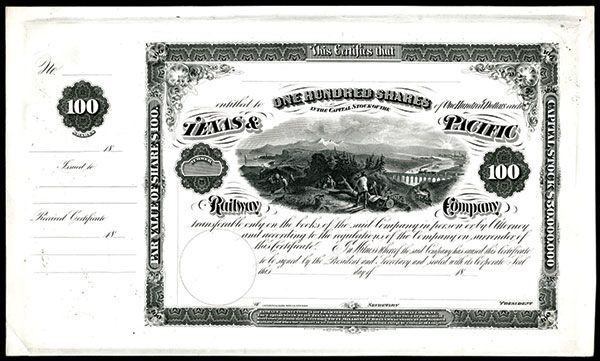 No
100
18
Issued to
Received Certificate
18
This Certifies that
entitled to ONE HUNDRED SHARES of One Hundred Dollars each
IN THE CAPITAL STOCK OF THE
TEXAS & PACIFIC
NUMBER
100
Railway Company
transferable only on the books of the said Company in person or by Attorney
and according to the regulations of the Company on surrender of
this Certificate. In Witness Whereof the said Company has caused this Certificate
to be signed by the President and Secretary and sealed with its Corporate Seal
this day of 18
SECRETARY PRESIDENT
PAR VALUE OF SHARES 100.
CAPITAL STOCK $50,000,000